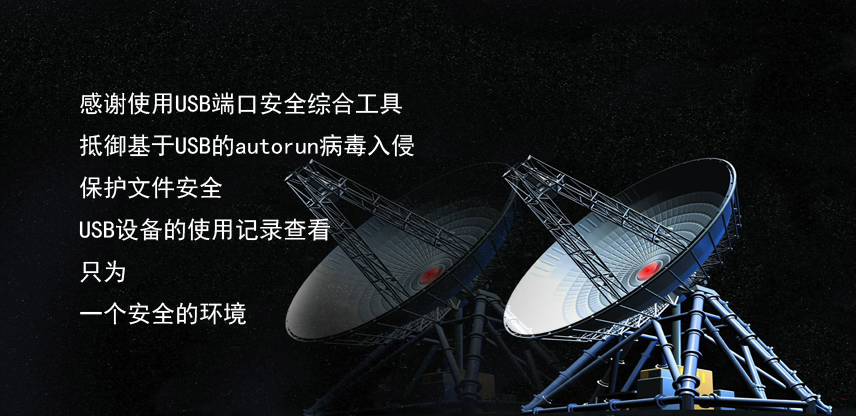 感谢使用USB端口安全综合工具
抵御基于USB的autorun病毒入侵
保护文件安全
USB设备的使用记录查看
只为
一个安全的环境